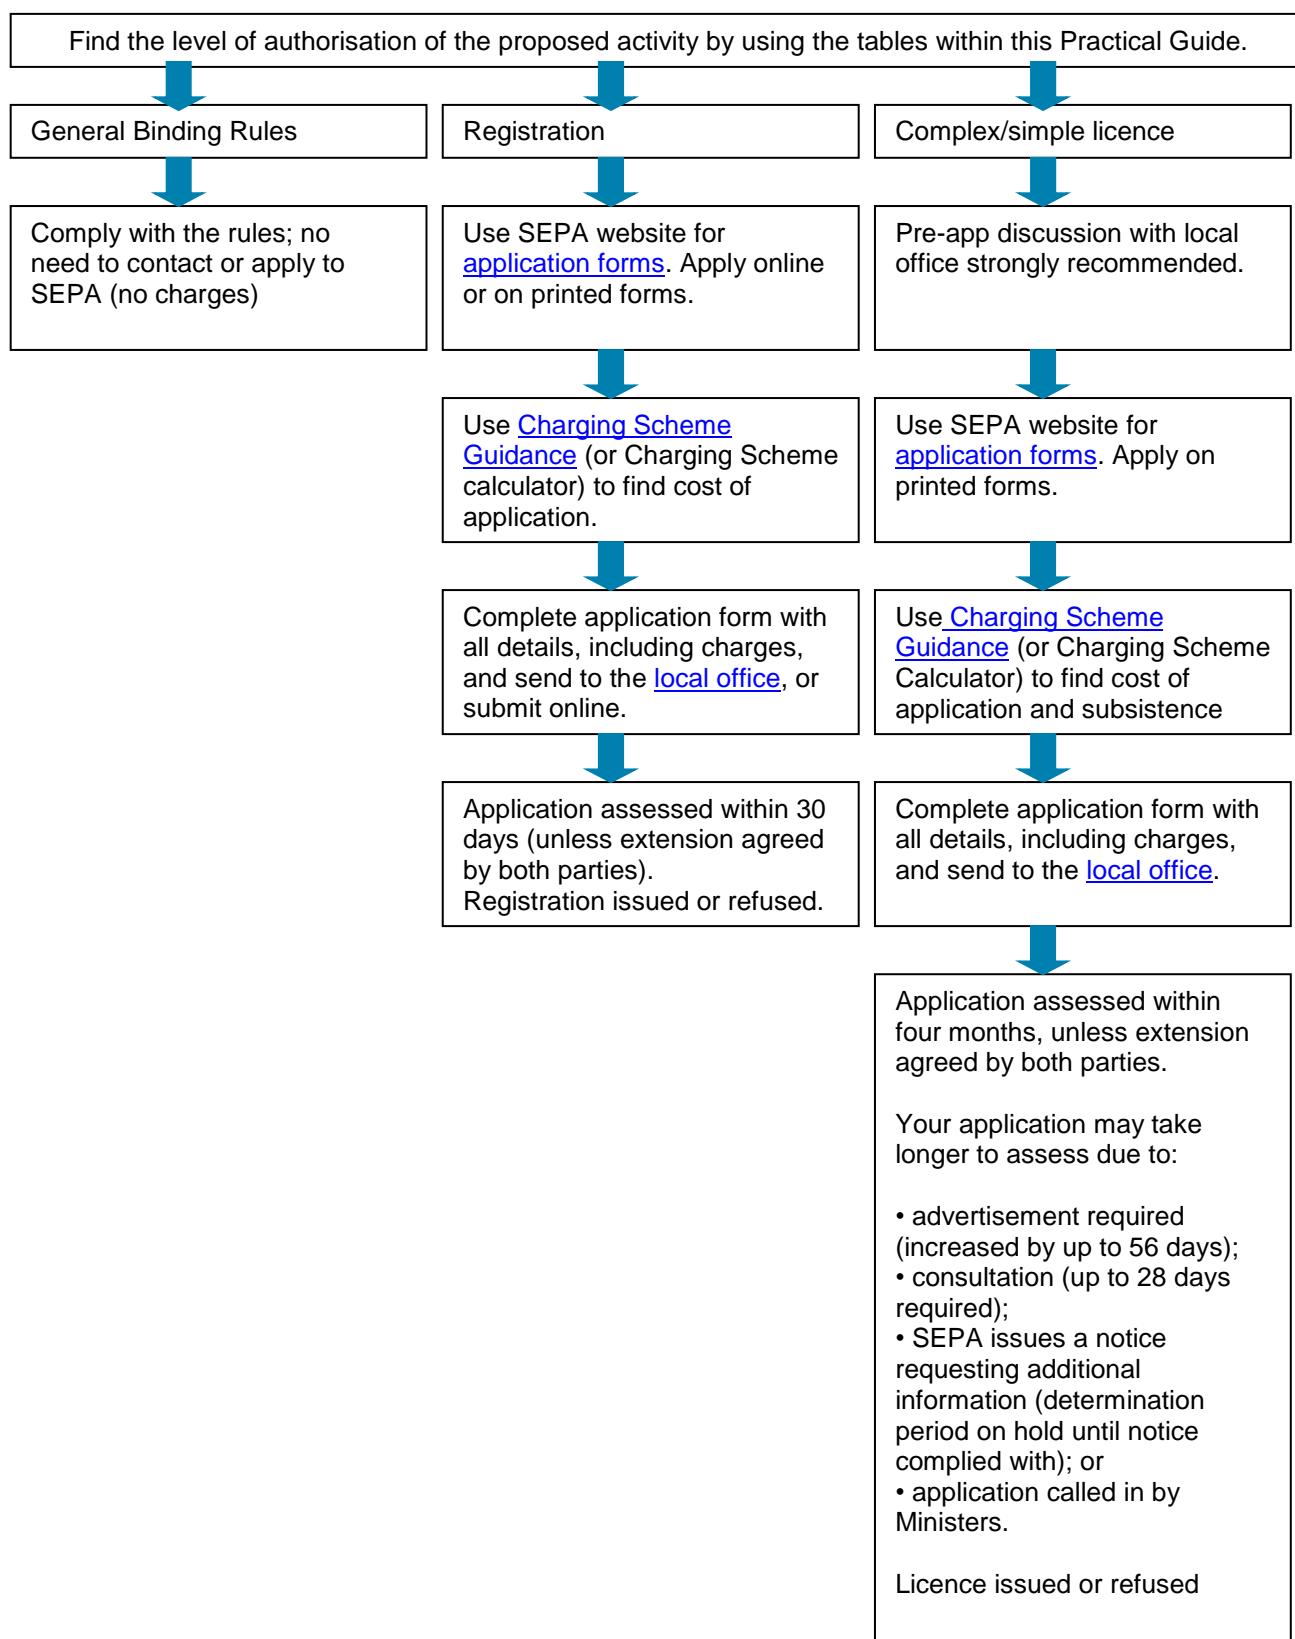 Find the level of authorisation of the proposed activity by using the tables within this Practical Guide.
General Binding Rules
Registration
Complex/simple licence
Comply with the rules; no
need to contact or apply to
SEPA (no charges)
Use SEPA website for
application forms. Apply online
or on printed forms.
Pre-app discussion with local
office strongly recommended.
Use Charging Scheme
Guidance (or Charging Scheme
calculator) to find cost of
application.
Use SEPA website for
application forms. Apply on
printed forms.
Complete application form with
all details, including charges,
and send to the local office, or
submit online.
Use Charging Scheme
Guidance (or Charging Scheme
Calculator) to find cost of
application and subsistence
Application assessed within 30
days (unless extension agreed
by both parties).
Registration issued or refused.
Complete application form with
all details, including charges,
and send to the local office.
Application assessed within
four months, unless extension
agreed by both parties.
Your application may take
longer to assess due to:
• advertisement required
(increased by up to 56 days);
• consultation (up to 28 days
required);
• SEPA issues a notice
requesting additional
information (determination
period on hold until notice
complied with); or
• application called in by
Ministers.
Licence issued or refused